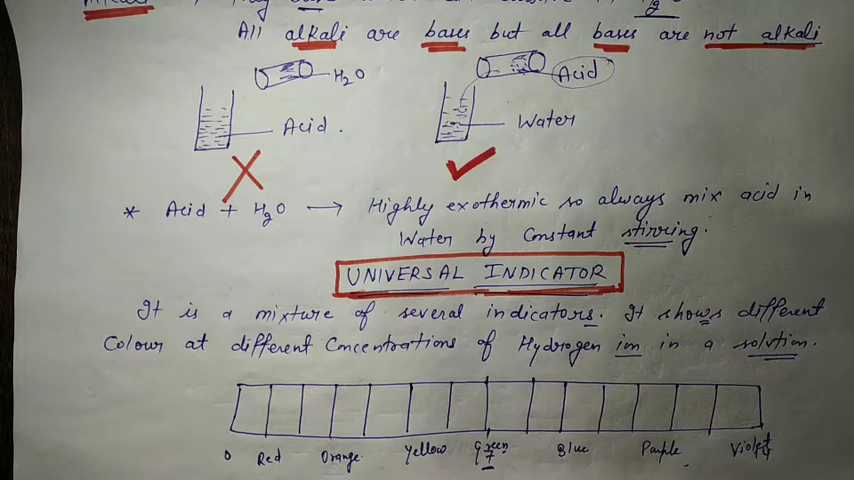 All alkali are bases but all bases are not alkali
H2O
Acid
Acid.
Water
* Acid + H2O → Highly exothermic so always mix acid in
Water by Constant stirring.
UNIVERSAL INDICATOR
It is a mixture of several indicators. It shows different
Colour at different Concentrations of Hydrogen ion in a solution.
0 Red Orange Yellow Green Blue Purple Violet
7